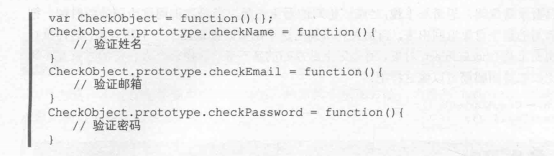 var CheckObject = function(){};
CheckObject.prototype.checkName = function(){
    // 验证姓名
}
CheckObject.prototype.checkEmail = function(){
    // 验证邮箱
}
CheckObject.prototype.checkPassword = function(){
    // 验证密码
}